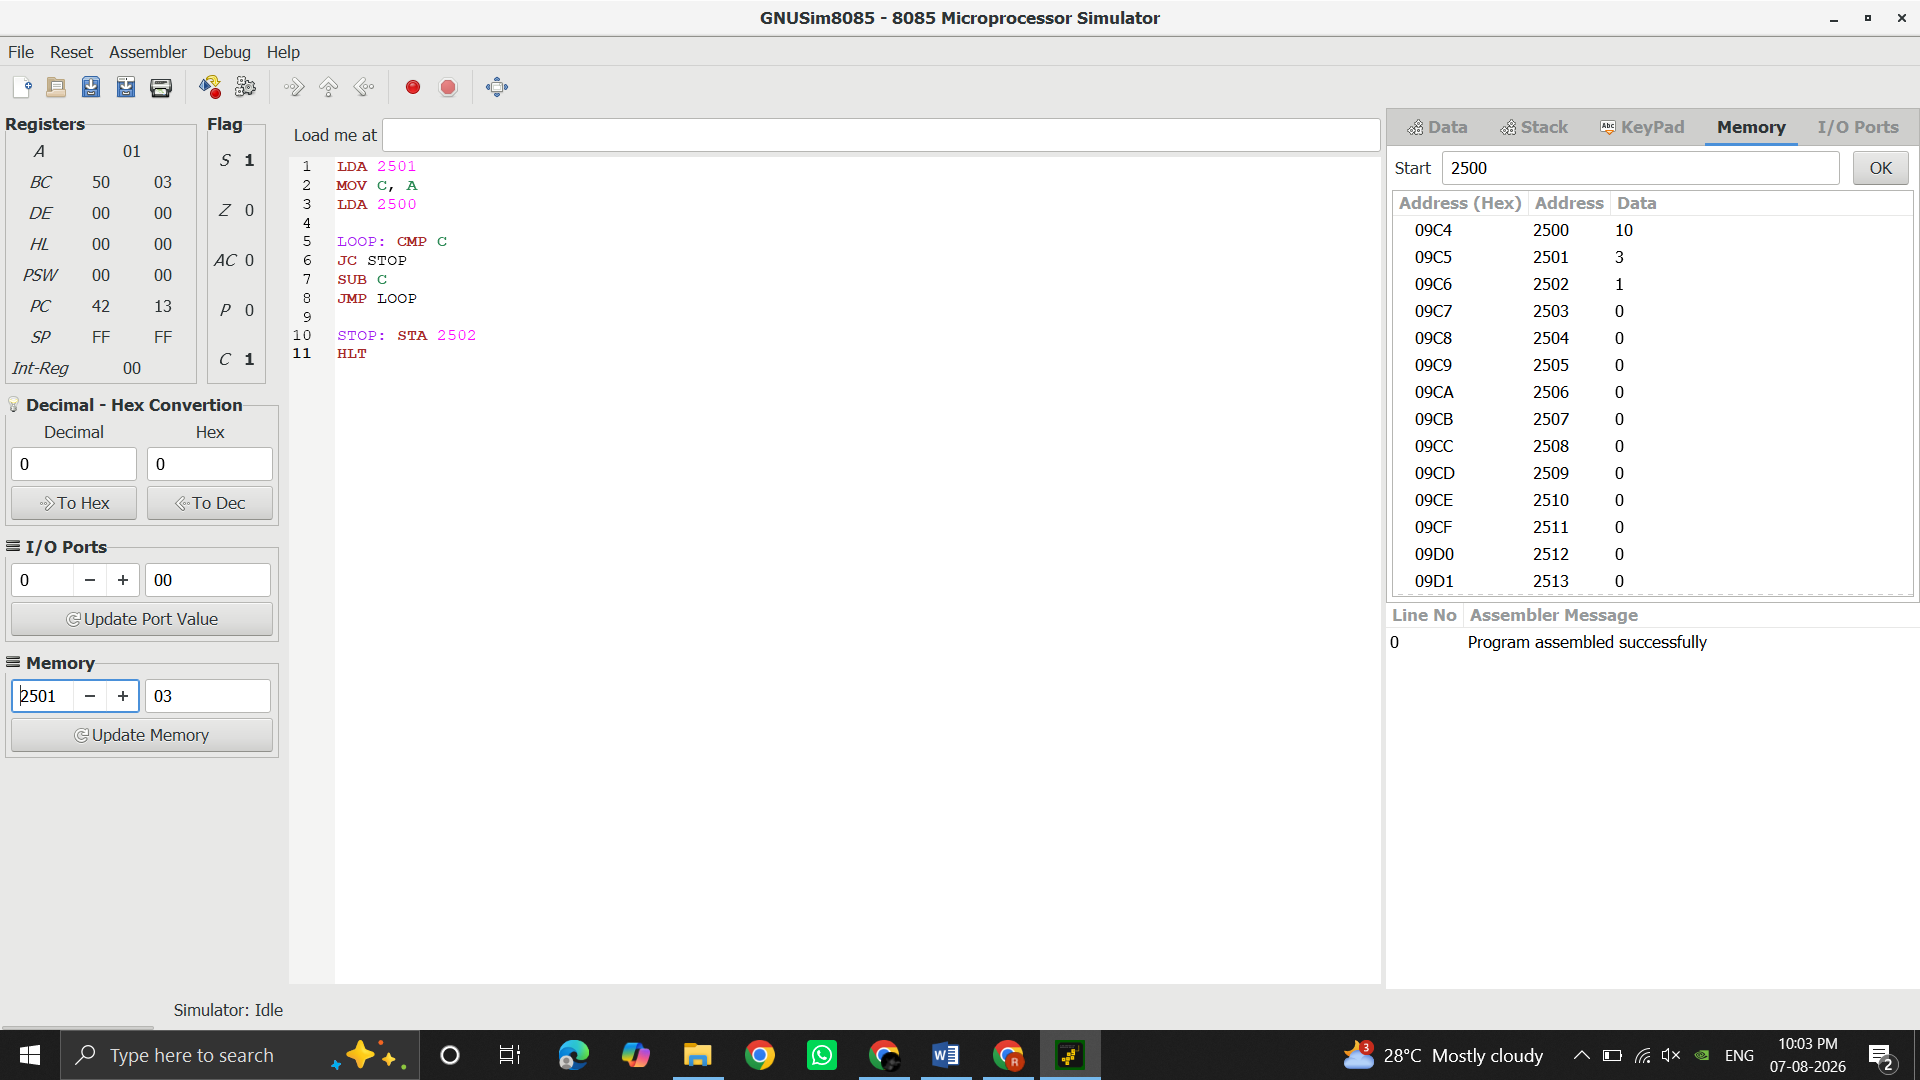 GNUSim8085 - 8085 Microprocessor Simulator
File Reset Assembler Debug Help
Registers
A 01
BC 50 03
DE 00 00
HL 00 00
PSW 00 00
PC 42 13
SP FF FF
Int-Reg 00
Flag
S 1
Z 0
AC 0
P 0
C 1
Decimal - Hex Convertion
Decimal Hex
0 0
To Hex To Dec
I/O Ports
0 − + 00
Update Port Value
Memory
2501 − + 03
Update Memory
Load me at
1 LDA 2501
2 MOV C, A
3 LDA 2500
4
5 LOOP: CMP C
6 JC STOP
7 SUB C
8 JMP LOOP
9
10 STOP: STA 2502
11 HLT
Data Stack Abc KeyPad Memory I/O Ports
Start 2500 OK
Address (Hex) Address Data
09C4 2500 10
09C5 2501 3
09C6 2502 1
09C7 2503 0
09C8 2504 0
09C9 2505 0
09CA 2506 0
09CB 2507 0
09CC 2508 0
09CD 2509 0
09CE 2510 0
09CF 2511 0
09D0 2512 0
09D1 2513 0
Line No Assembler Message
0 Program assembled successfully
Simulator: Idle
Type here to search
W
R
3
28°C Mostly cloudy
ENG
10:03 PM
07-08-2026
2